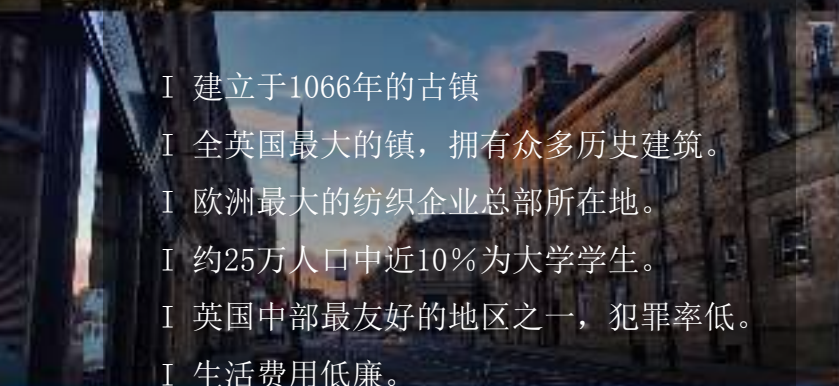 I 建立于1066年的古镇
I 全英国最大的镇，拥有众多历史建筑。
I 欧洲最大的纺织企业总部所在地。
I 约25万人口中近10％为大学学生。
I 英国中部最友好的地区之一，犯罪率低。
I 生活费用低廉。